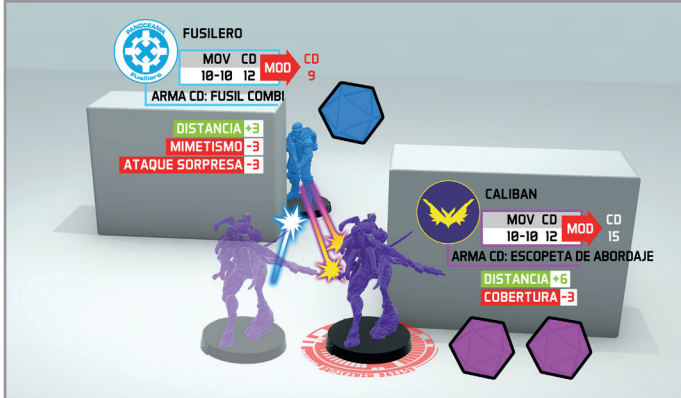 PANOCEANIA
Fusiliers
FUSILERO
MOV CD
10-10 12
MOD
CD
9
ARMA CD: FUSIL COMBI
DISTANCIA +3
MIMETISMO -3
ATAQUE SORPRESA -3
CALIBAN
MOV CD
10-10 12
MOD
CD
15
ARMA CD: ESCOPETA DE ABORDAJE
DISTANCIA +6
COBERTURA -3